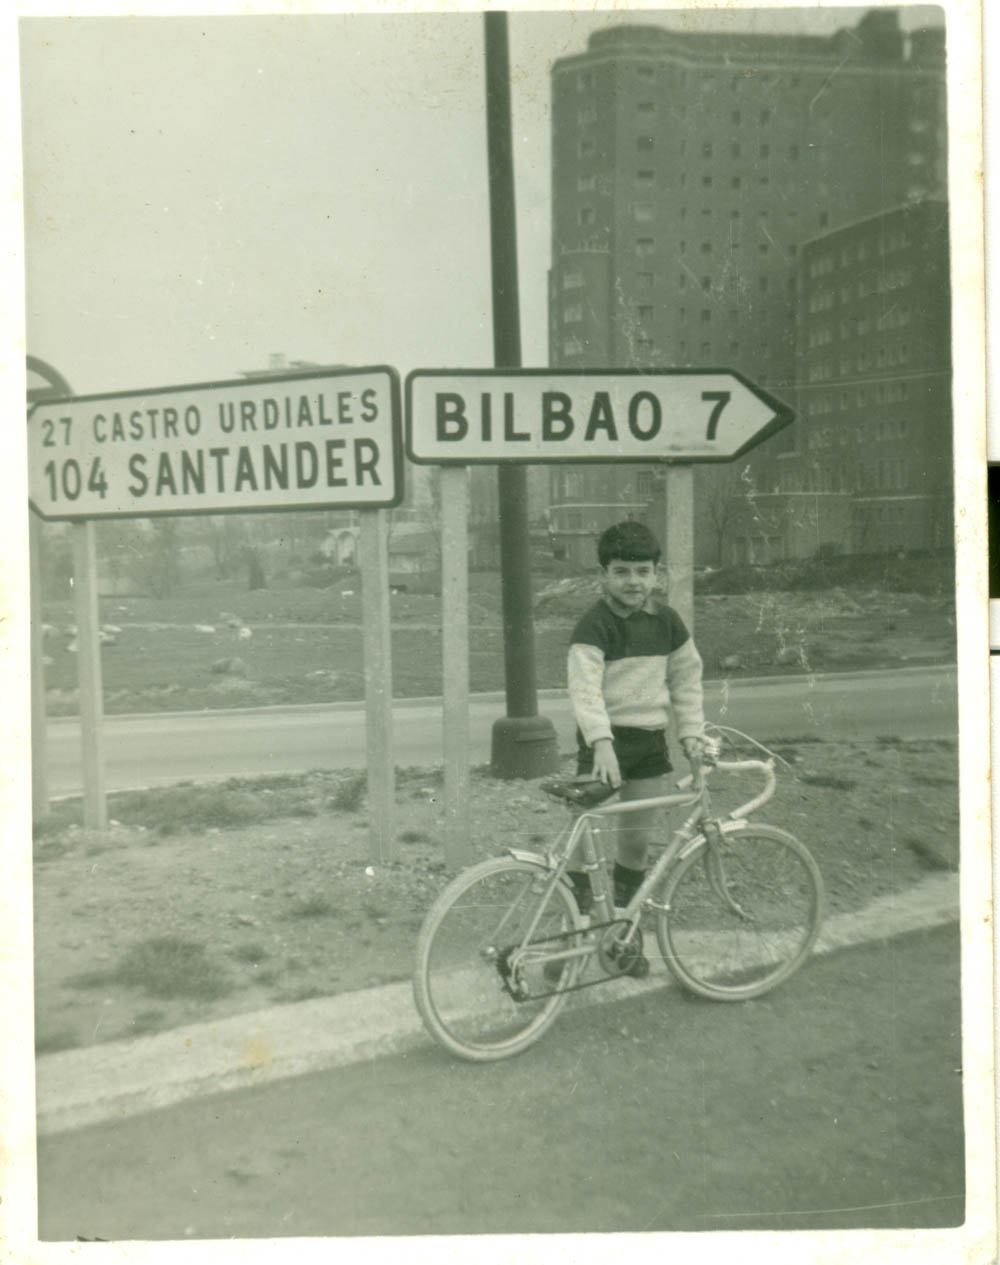 27 CASTRO URDIALES
104 SANTANDER
BILBAO 7